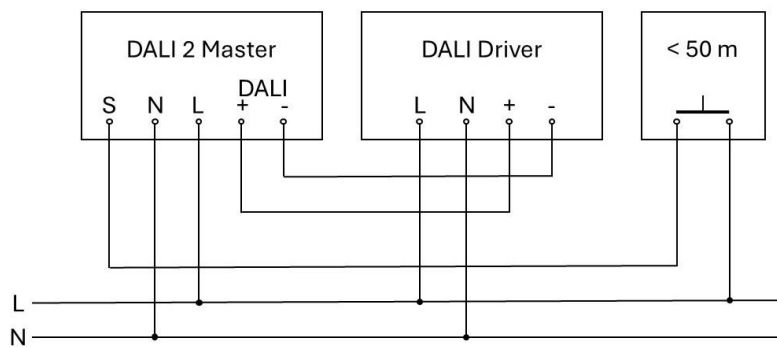 DALI 2 Master
DALI Driver
< 50 m
DALI
S N L + -
L N + -
L
N